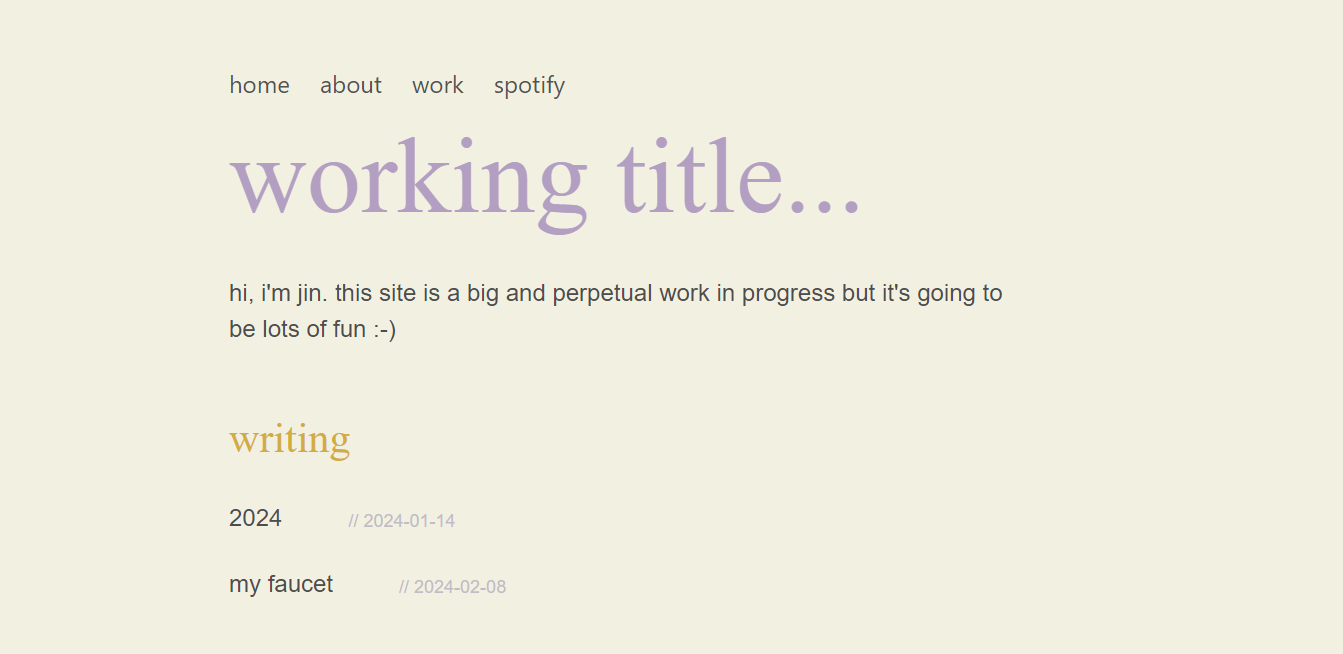 home about work spotify
working title...
hi, i'm jin. this site is a big and perpetual work in progress but it's going to
be lots of fun :-)
writing
2024 // 2024-01-14
my faucet // 2024-02-08